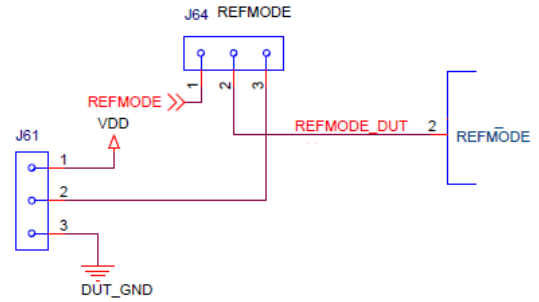 J64 REFMODE
1
2
3
REFMODE
VDD
J61
1
2
3
REFMODE_DUT
2
REFMODE
DUT_GND